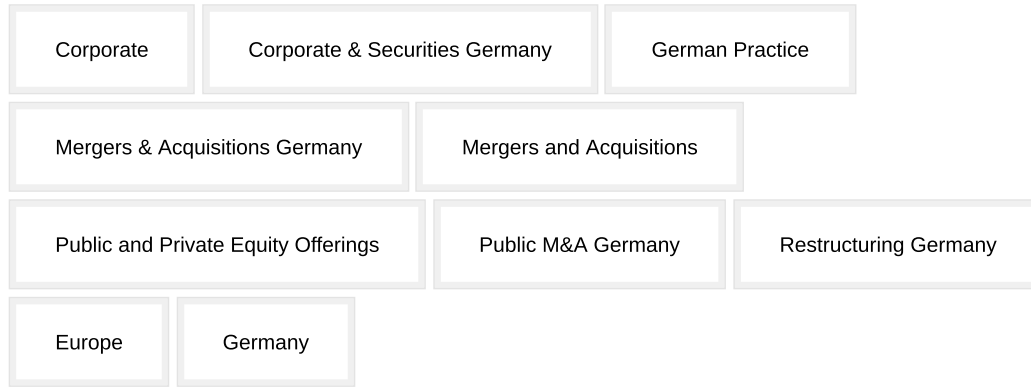 Corporate Corporate & Securities Germany German Practice
Mergers & Acquisitions Germany Mergers and Acquisitions
Public and Private Equity Offerings Public M&A Germany Restructuring Germany
Europe Germany